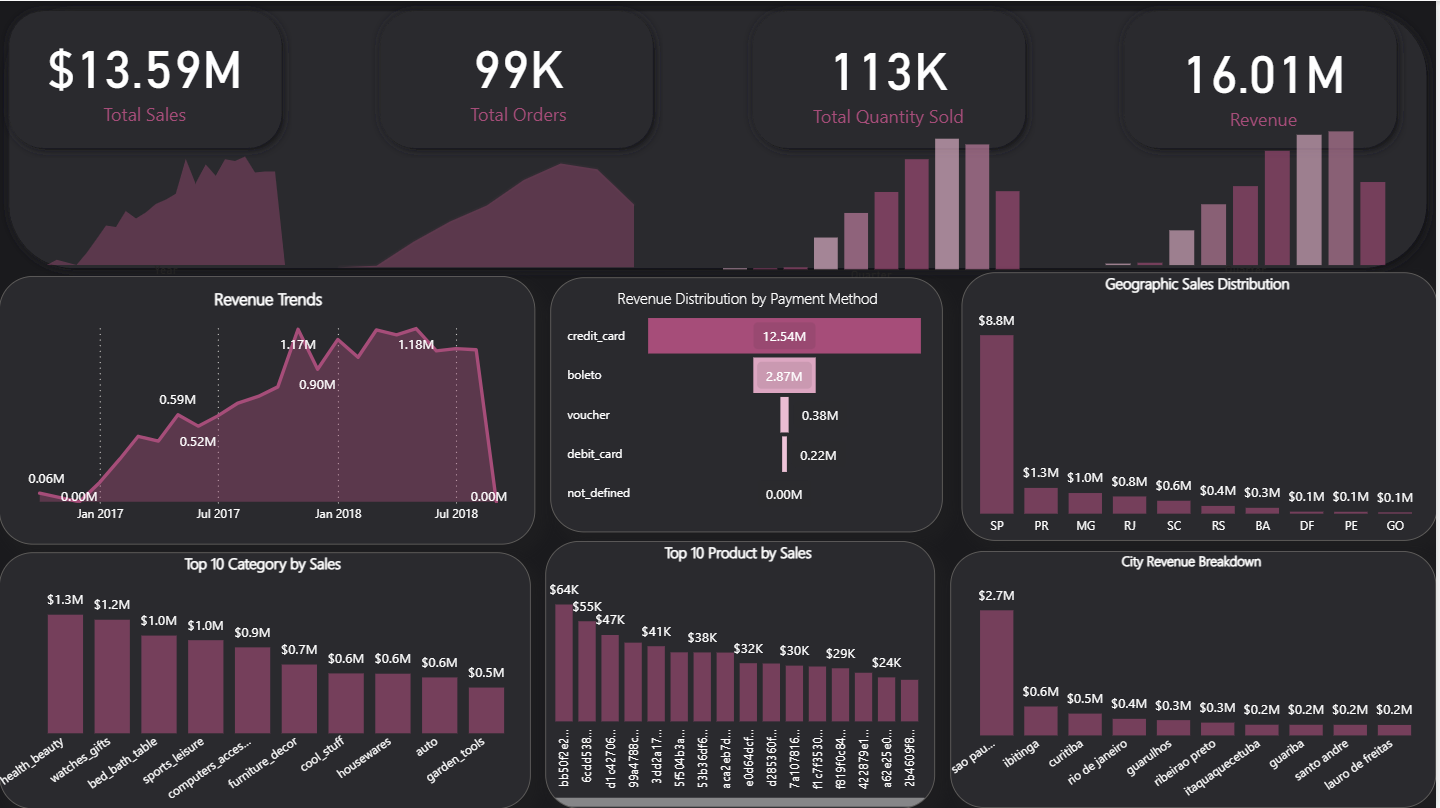 $13.59M
Total Sales
99K
Total Orders
113K
Total Quantity Sold
16.01M
Revenue
Revenue Trends
1.17M
1.18M
0.90M
0.59M
0.52M
0.06M
0.00M
0.00M
Jan 2017
Jul 2017
Jan 2018
Jul 2018
Revenue Distribution by Payment Method
credit_card
12.54M
boleto
2.87M
voucher
0.38M
debit_card
0.22M
not_defined
0.00M
Geographic Sales Distribution
$8.8M
$1.3M
$1.0M
$0.8M
$0.6M
$0.4M
$0.3M
$0.1M
$0.1M
$0.1M
SP
PR
MG
RJ
SC
RS
BA
DF
PE
GO
Top 10 Category by Sales
$1.3M
$1.2M
$1.0M
$1.0M
$0.9M
$0.7M
$0.6M
$0.6M
$0.6M
$0.5M
health_beauty
watches_gifts
bed_bath_table
sports_leisure
computers_acces...
furniture_decor
cool_stuff
housewares
auto
garden_tools
Top 10 Product by Sales
$64K
$55K
$47K
$41K
$38K
$32K
$30K
$29K
$24K
bb50f2e2...
6cdd538...
d1c42706...
99a4788c...
3dd2a17...
5f504b3a...
53b36df6...
aca2eb7d...
e0d64dcf...
d285360f...
7a107816...
f1c7f3530...
f819f0c84...
422879e1...
a62e25e0...
2b4609f8...
City Revenue Breakdown
$2.7M
$0.6M
$0.5M
$0.4M
$0.3M
$0.3M
$0.2M
$0.2M
$0.2M
$0.2M
sao pau...
ibitinga
curitiba
rio de janeiro
guarulhos
ribeirao preto
itaquaquecetuba
guariba
santo andre
lauro de freitas